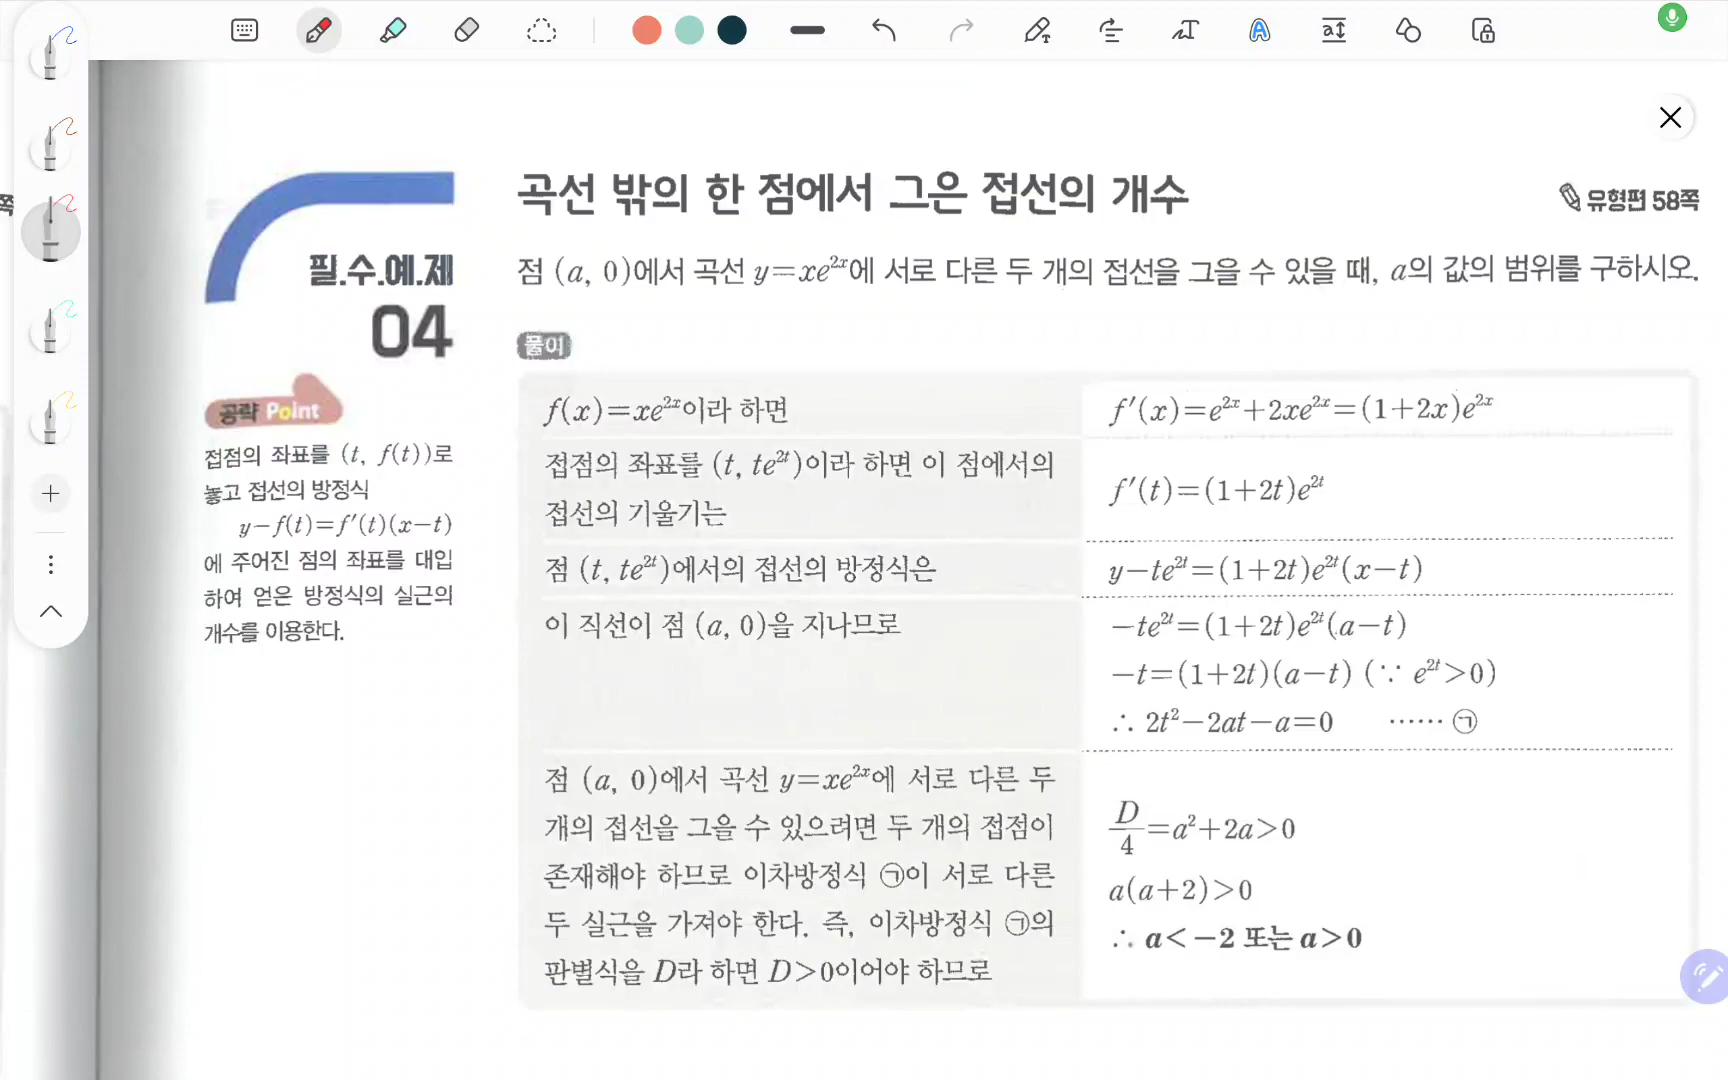 곡선 밖의 한 점에서 그은 접선의 개수
유형편 58쪽
필.수.예.제
04
점 (a, 0)에서 곡선 y=xe^{2x}에 서로 다른 두 개의 접선을 그을 수 있을 때, a의 값의 범위를 구하시오.
공략 Point
접점의 좌표를 (t, f(t))로
놓고 접선의 방정식
y-f(t)=f'(t)(x-t)
에 주어진 점의 좌표를 대입
하여 얻은 방정식의 실근의
개수를 이용한다.
풀이
f(x)=xe^{2x}이라 하면
f'(x)=e^{2x}+2xe^{2x}=(1+2x)e^{2x}
접점의 좌표를 (t, te^{2t})이라 하면 이 점에서의
접선의 기울기는
f'(t)=(1+2t)e^{2t}
점 (t, te^{2t})에서의 접선의 방정식은
y-te^{2t}=(1+2t)e^{2t}(x-t)
이 직선이 점 (a, 0)을 지나므로
-te^{2t}=(1+2t)e^{2t}(a-t)
-t=(1+2t)(a-t) (∵ e^{2t}>0)
∴ 2t²-2at-a=0 …… ㉠
점 (a, 0)에서 곡선 y=xe^{2x}에 서로 다른 두
개의 접선을 그을 수 있으려면 두 개의 접점이
존재해야 하므로 이차방정식 ㉠이 서로 다른
두 실근을 가져야 한다. 즉, 이차방정식 ㉠의
판별식을 D라 하면 D>0이어야 하므로
D/4=a²+2a>0
a(a+2)>0
∴ a<-2 또는 a>0
쪽